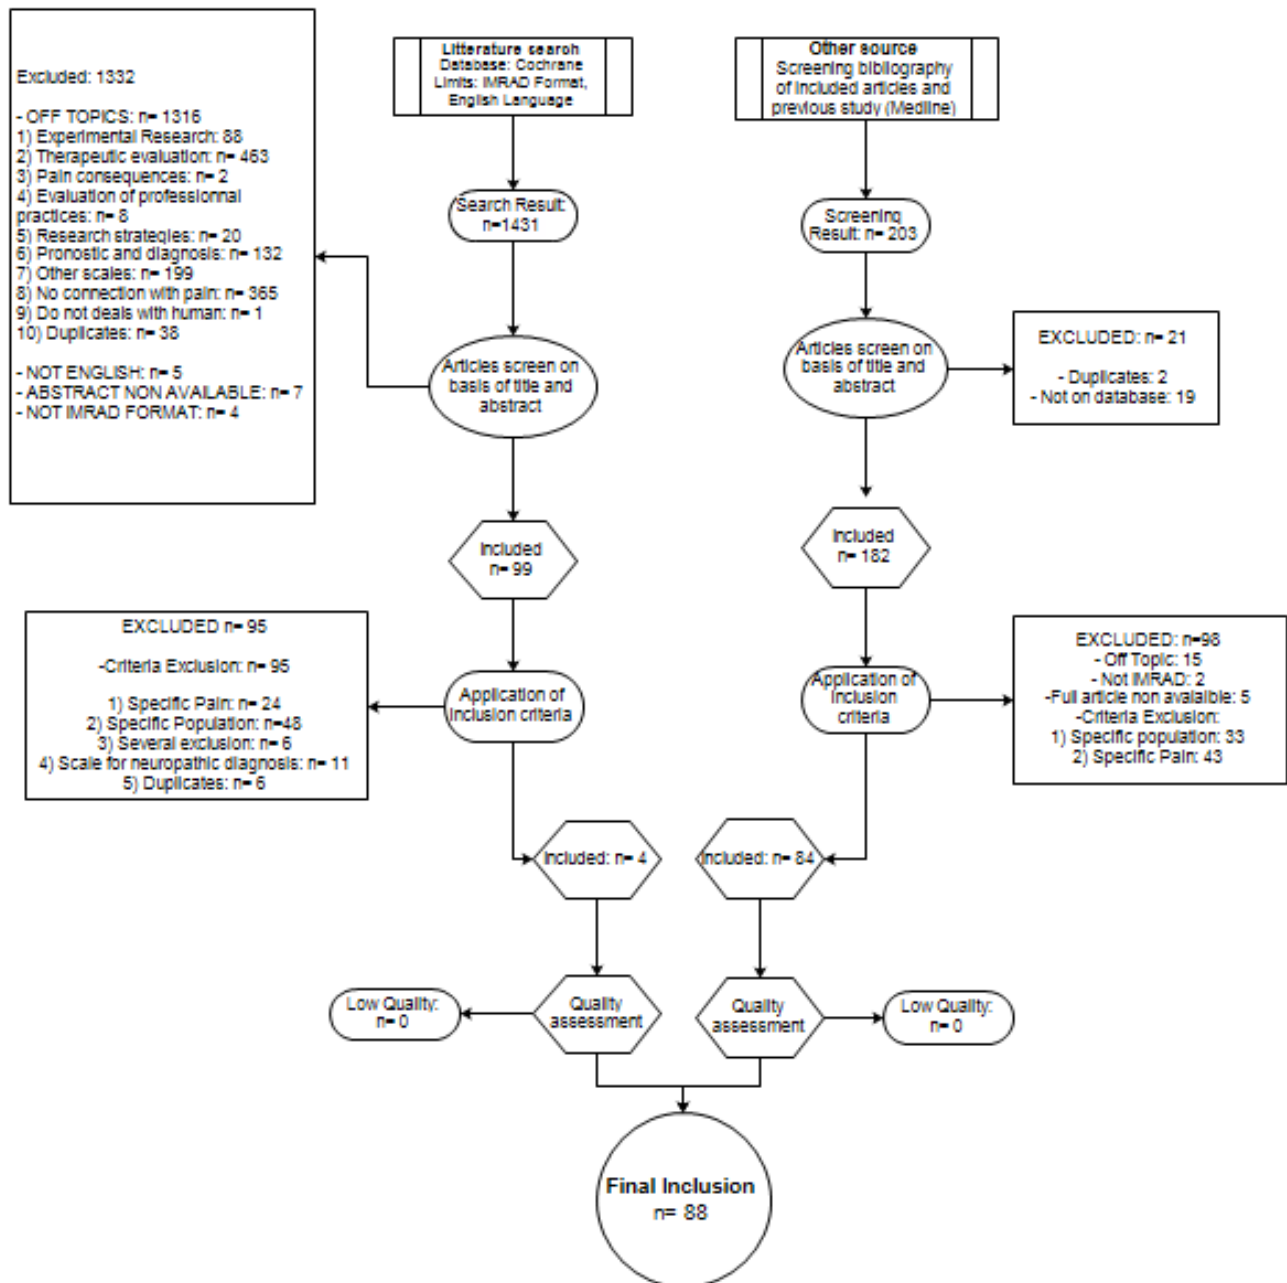 Litterature search
Database: Cochrane
Limits: IMRAD Format,
English Language
Other source
Screening bibliography
of included articles and
previous study (Medline)
Excluded: 1332
- OFF TOPICS: n= 1316
1) Experimental Research: 88
2) Therapeutic evaluation: n= 463
3) Pain consequences: n= 2
4) Evaluation of professionnal
practices: n= 8
5) Research strategies: n= 20
6) Pronostic and diagnosis: n= 132
7) Other scales: n= 199
8) No connection with pain: n= 365
9) Do not deals with human: n= 1
10) Duplicates: n= 38
- NOT ENGLISH: n= 5
- ABSTRACT NON AVAILABLE: n= 7
- NOT IMRAD FORMAT: n= 4
Search Result:
n=1431
Screening
Result: n= 203
Articles screen on
basis of title and
abstract
Articles screen on
basis of title and
abstract
EXCLUDED: n= 21
- Duplicates: 2
- Not on database: 19
Included
n= 99
Included
n= 182
EXCLUDED n= 95
-Criteria Exclusion: n= 95
1) Specific Pain: n= 24
2) Specific Population: n=48
3) Several exclusion: n= 6
4) Scale for neuropathic diagnosis: n= 11
5) Duplicates: n= 6
Application of
inclusion criteria
Application of
inclusion
criteria
EXCLUDED: n=98
- Off Topic: 15
- Not IMRAD: 2
-Full article non avalaible: 5
-Criteria Exclusion:
1) Specific population: 33
2) Specific Pain: 43
Included: n= 4
Included: n= 84
Low Quality:
n= 0
Quality
assessment
Quality
assessment
Low Quality:
n= 0
Final Inclusion
n= 88